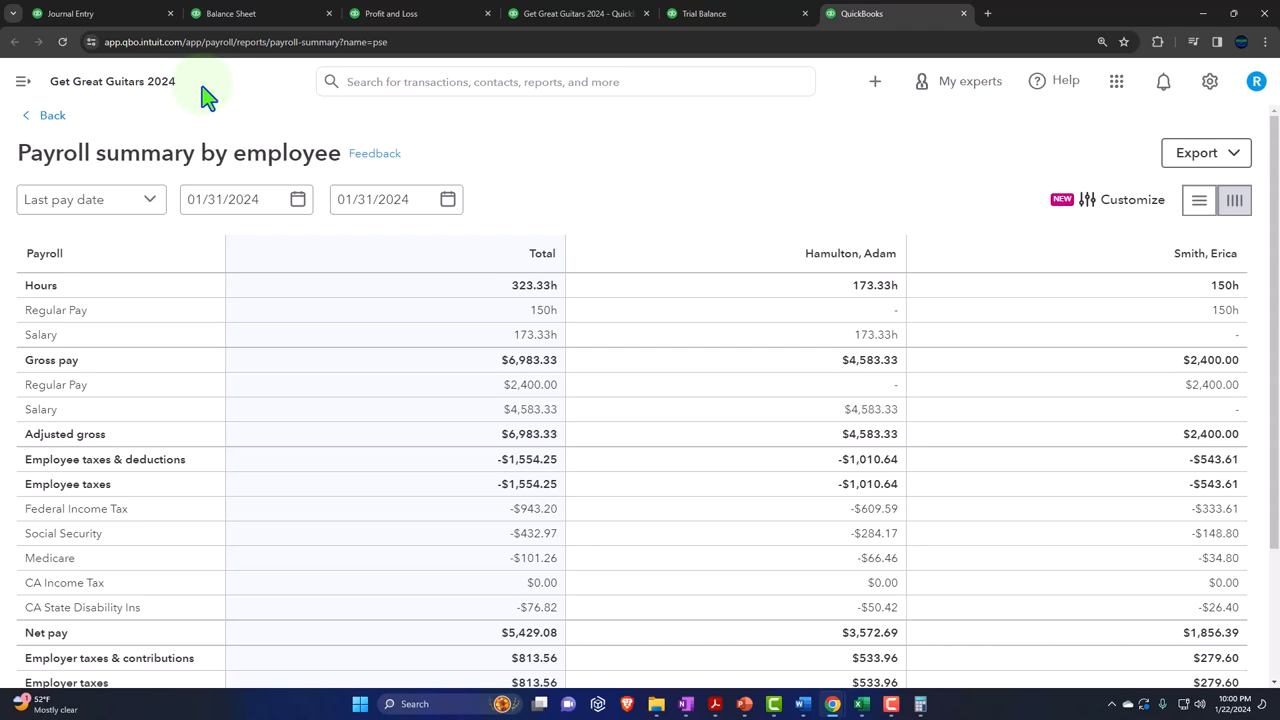 Journal Entry
Balance Sheet
Profit and Loss
Get Great Guitars 2024 – QuickB
Trial Balance
QuickBooks
app.qbo.intuit.com/app/payroll/reports/payroll-summary?name=pse
Get Great Guitars 2024
Search for transactions, contacts, reports, and more
My experts
Help
R
Back
Payroll summary by employee Feedback
Export
Last pay date 01/31/2024 01/31/2024
NEW Customize
Payroll Total Hamulton, Adam Smith, Erica
Hours 323.33h 173.33h 150h
Regular Pay 150h - 150h
Salary 173.33h 173.33h -
Gross pay $6,983.33 $4,583.33 $2,400.00
Regular Pay $2,400.00 - $2,400.00
Salary $4,583.33 $4,583.33 -
Adjusted gross $6,983.33 $4,583.33 $2,400.00
Employee taxes & deductions -$1,554.25 -$1,010.64 -$543.61
Employee taxes -$1,554.25 -$1,010.64 -$543.61
Federal Income Tax -$943.20 -$609.59 -$333.61
Social Security -$432.97 -$284.17 -$148.80
Medicare -$101.26 -$66.46 -$34.80
CA Income Tax $0.00 $0.00 $0.00
CA State Disability Ins -$76.82 -$50.42 -$26.40
Net pay $5,429.08 $3,572.69 $1,856.39
Employer taxes & contributions $813.56 $533.96 $279.60
Employer taxes $813.56 $533.96 $279.60
52°F
Mostly clear
Search
10:00 PM
1/22/2024